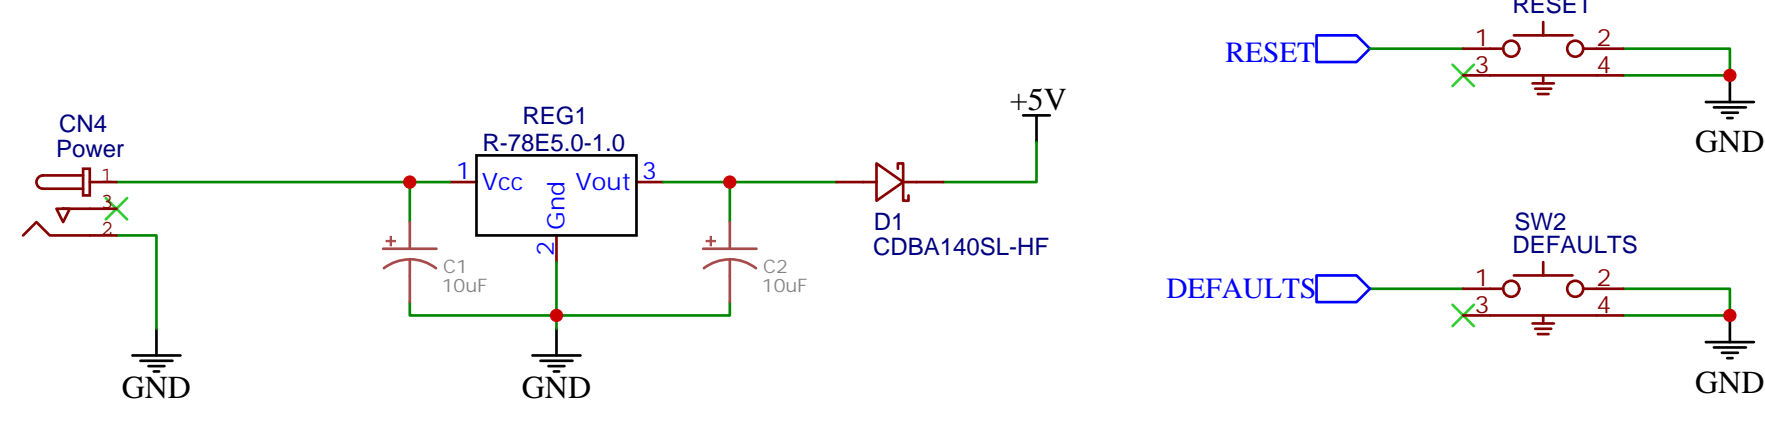 CN4
Power
1
3
2
GND
REG1
R-78E5.0-1.0
1
Vcc
Gnd
Vout
3
2
C1
10uF
C2
10uF
GND
D1
CDBA140SL-HF
+5V
RESET
RESET
1
2
3
4
GND
SW2
DEFAULTS
DEFAULTS
1
2
3
4
GND